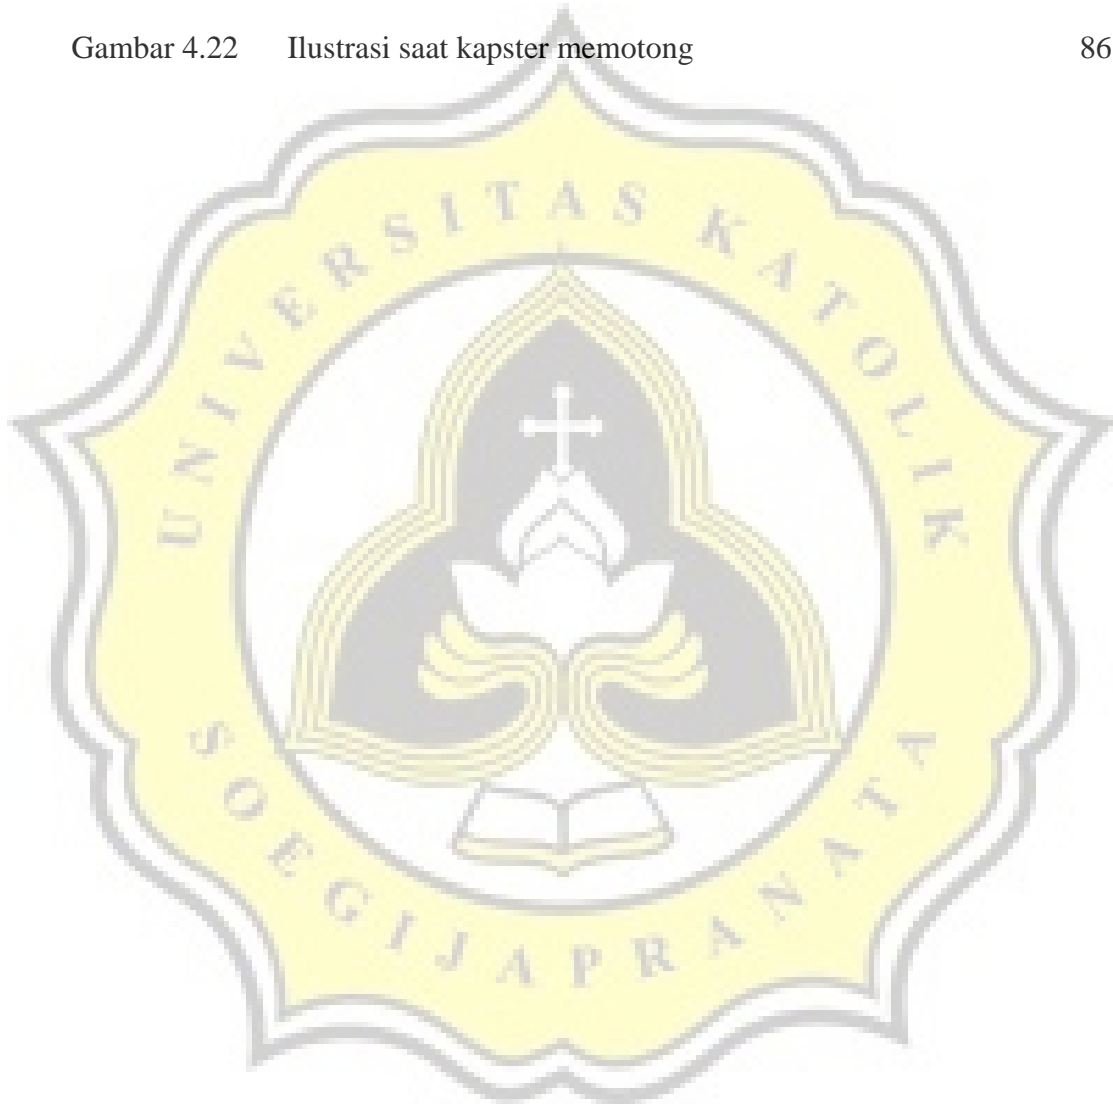 Gambar 4.22 Ilustrasi saat kapster memotong 86
UNIVERSITAS KATOLIK
SOEGIJAPRANATA